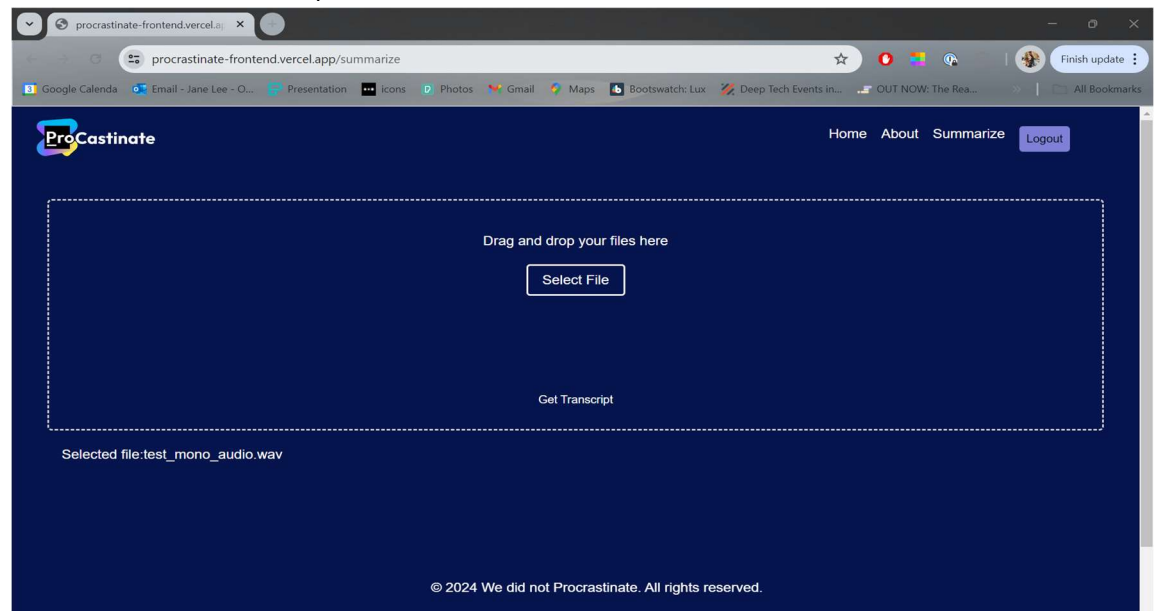 procrastinate-frontend.vercel.a
procrastinate-frontend.vercel.app/summarize
Finish update
Google Calenda Email - Jane Lee - O... Presentation icons Photos Gmail Maps Bootswatch: Lux Deep Tech Events in... OUT NOW: The Rea... All Bookmarks
ProCastinate
Home About Summarize Logout
Drag and drop your files here
Select File
Get Transcript
Selected file:test_mono_audio.wav
© 2024 We did not Procrastinate. All rights reserved.